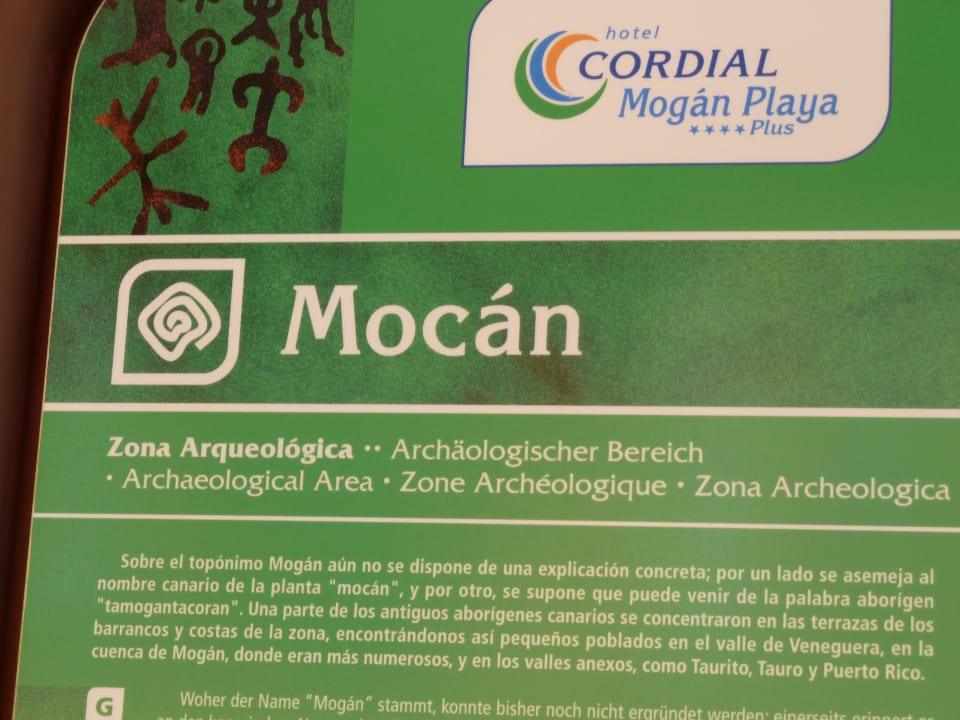 hotel
CORDIAL
Mogán Playa
Plus
Mocán
Zona Arqueológica •• Archäologischer Bereich
• Archaeological Area • Zone Archéologique • Zona Archeologica
Sobre el topónimo Mogán aún no se dispone de una explicación concreta; por un lado se asemeja al
nombre canario de la planta "mocán", y por otro, se supone que puede venir de la palabra aborígen
"tamogantacoran". Una parte de los antiguos aborígenes canarios se concentraron en las terrazas de los
barrancos y costas de la zona, encontrándonos así pequeños poblados en el valle de Veneguera, en la
cuenca de Mogán, donde eran más numerosos, y en los valles anexos, como Taurito, Tauro y Puerto Rico.
G
Woher der Name "Mogán" stammt, konnte bisher noch nicht ergründet werden: einerseits erinnert er